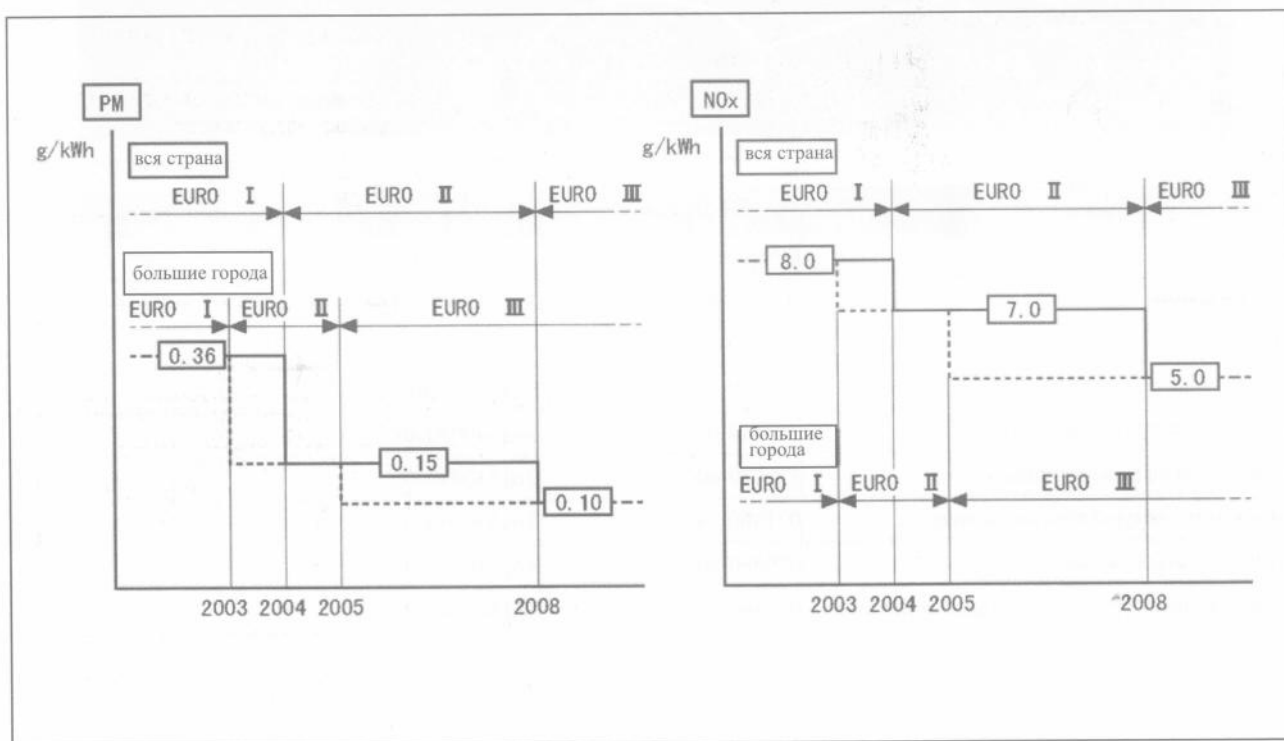 PM
g/kWh
вся страна
EURO I EURO II EURO III
большие города
EURO I EURO II EURO III
0.36
0.15
0.10
2003 2004 2005 2008
NOx
g/kWh
вся страна
EURO I EURO II EURO III
8.0
7.0
5.0
большие
города
EURO I EURO II EURO III
2003 2004 2005 2008